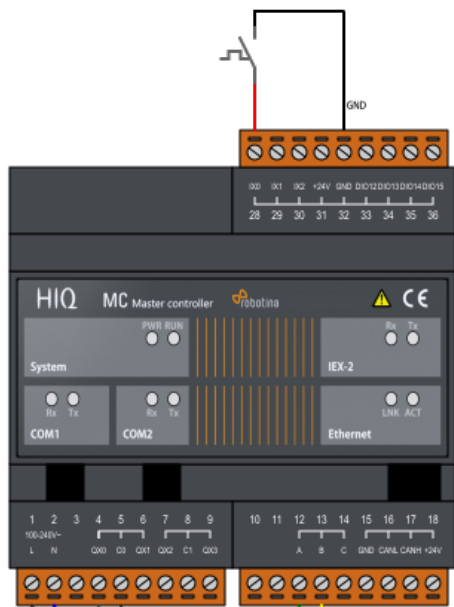 GND
IX0 IX1 IX2 +24V GND DIO12 DIO13 DIO14 DIO15
28 29 30 31 32 33 34 35 36
HIQ MC Master controller robotina CE
PWR RUN
System
Rx Tx
IEX-2
Rx Tx
COM1
Rx Tx
COM2
LNK ACT
Ethernet
1 2 3 4 5 6 7 8 9 10 11 12 13 14 15 16 17 18
100-240V~
L N QX0 C0 QX1 QX2 C1 QX3 A B C GND CANL CANH +24V